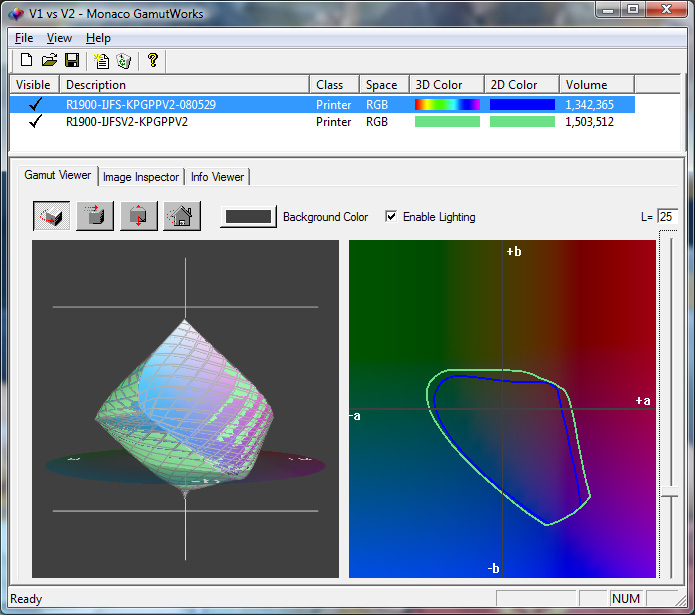 V1 vs V2 - Monaco GamutWorks
File View Help
Visible Description Class Space 3D Color 2D Color Volume
R1900-IJFS-KPGPPV2-080529 Printer RGB 1,342,365
R1900-IJFSV2-KPGPPV2 Printer RGB 1,503,512
Gamut Viewer Image Inspector Info Viewer
Background Color Enable Lighting L= 25
+b
+a
-a
-b
Ready NUM